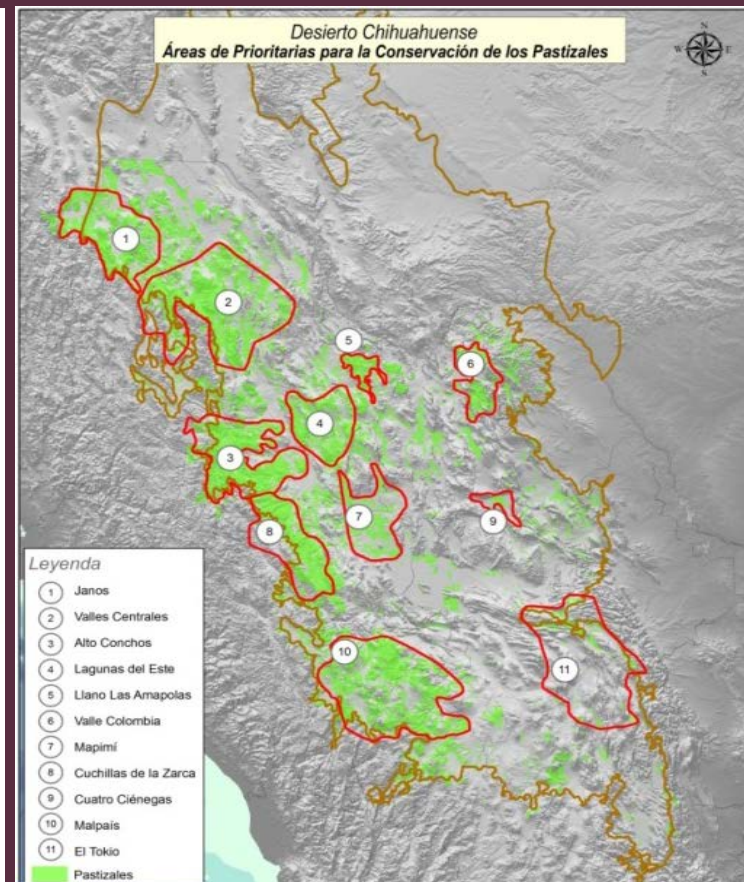 Desierto Chihuahuense
Áreas de Prioritarias para la Conservación de los Pastizales
N
W E
S
1
2
5
6
4
3
7
9
8
10
11
Leyenda
1 Janos
2 Valles Centrales
3 Alto Conchos
4 Lagunas del Este
5 Llano Las Amapolas
6 Valle Colombia
7 Mapimí
8 Cuchillas de la Zarca
9 Cuatro Ciénegas
10 Malpaís
11 El Tokio
Pastizales